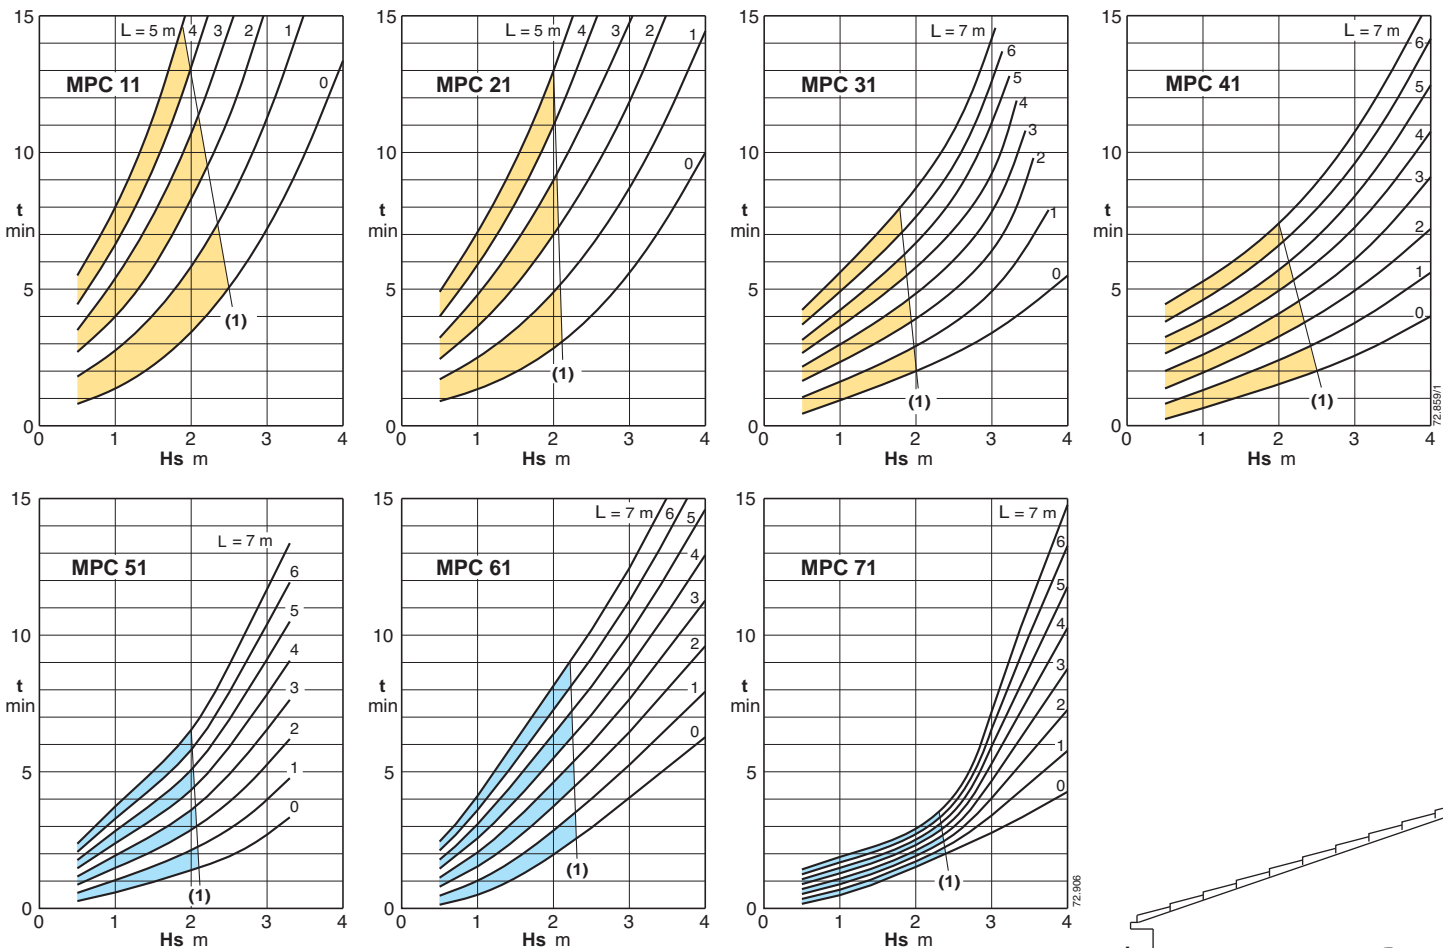 15
L = 5 m 4 3 2 1
0
MPC 11
10
t
min
5
(1)
0
0 1 2 3 4
Hs m
15
L = 5 m 4 3 2 1
0
MPC 21
10
t
min
5
(1)
0
0 1 2 3 4
Hs m
15
L = 7 m
6
5
4
3
2
1
0
MPC 31
10
t
min
5
(1)
0
0 1 2 3 4
Hs m
15
L = 7 m
6
5
4
3
2
1
0
MPC 41
10
t
min
5
(1)
0
0 1 2 3 4
Hs m
72.859/1
15
L = 7 m
6
5
4
3
2
1
0
MPC 51
10
t
min
5
(1)
0
0 1 2 3 4
Hs m
15
L = 7 m 6 5
4
3
2
1
0
MPC 61
10
t
min
5
(1)
0
0 1 2 3 4
Hs m
15
L = 7 m
6
5
4
3
2
1
0
MPC 71
10
t
min
5
(1)
0
0 1 2 3 4
Hs m
72.906